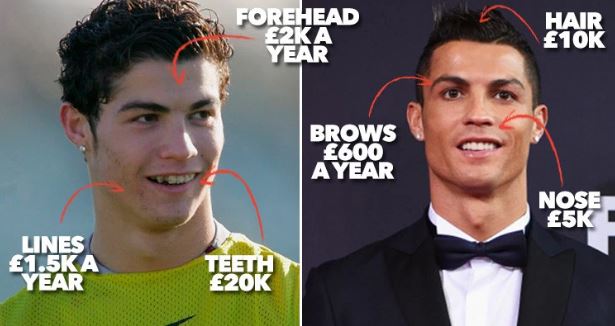 FOREHEAD
£2K A
YEAR
HAIR
£10K
BROWS
£600
A YEAR
NOSE
£5K
LINES
£1.5K A
YEAR
TEETH
£20K